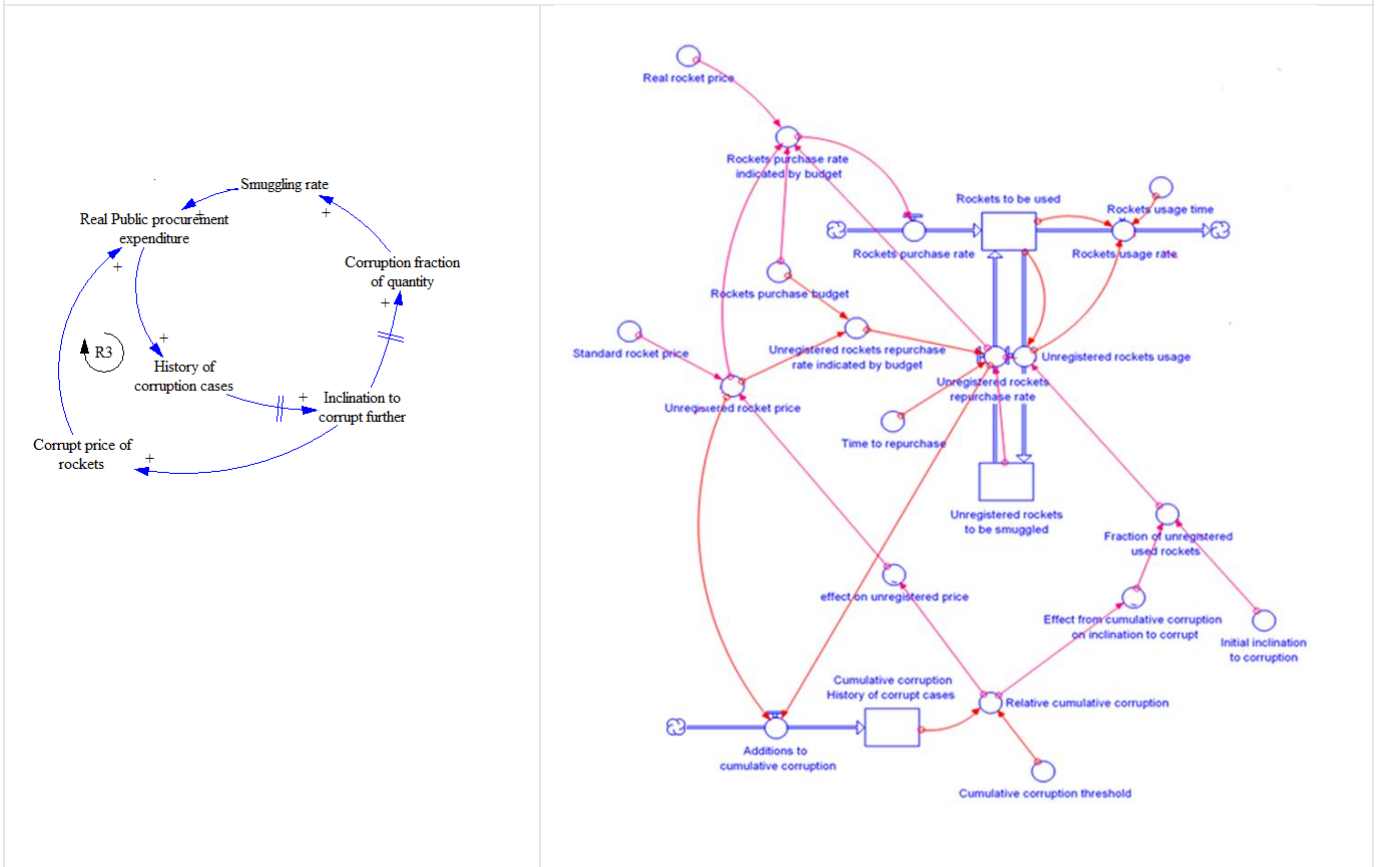 Smuggling rate
+
+
Real Public procurement
expenditure
+
Corruption fraction
of quantity
+
+
R3
History of
corruption cases
+
Inclination to
corrupt further
Corrupt price of
rockets
+
Real rocket price
Rockets purchase rate
indicated by budget
Rockets to be used
Rockets usage time
Rockets purchase rate
Rockets usage rate
Rockets purchase budget
Standard rocket price
Unregistered rockets repurchase
rate indicated by budget
Unregistered rockets usage
Unregistered rockets
repurchase rate
Unregistered rocket price
Time to repurchase
Unregistered rockets
to be smuggled
Fraction of unregistered
used rockets
effect on unregistered price
Effect from cumulative corruption
on inclination to corrupt
Initial inclination
to corruption
Cumulative corruption
History of corrupt cases
Relative cumulative corruption
Additions to
cumulative corruption
Cumulative corruption threshold